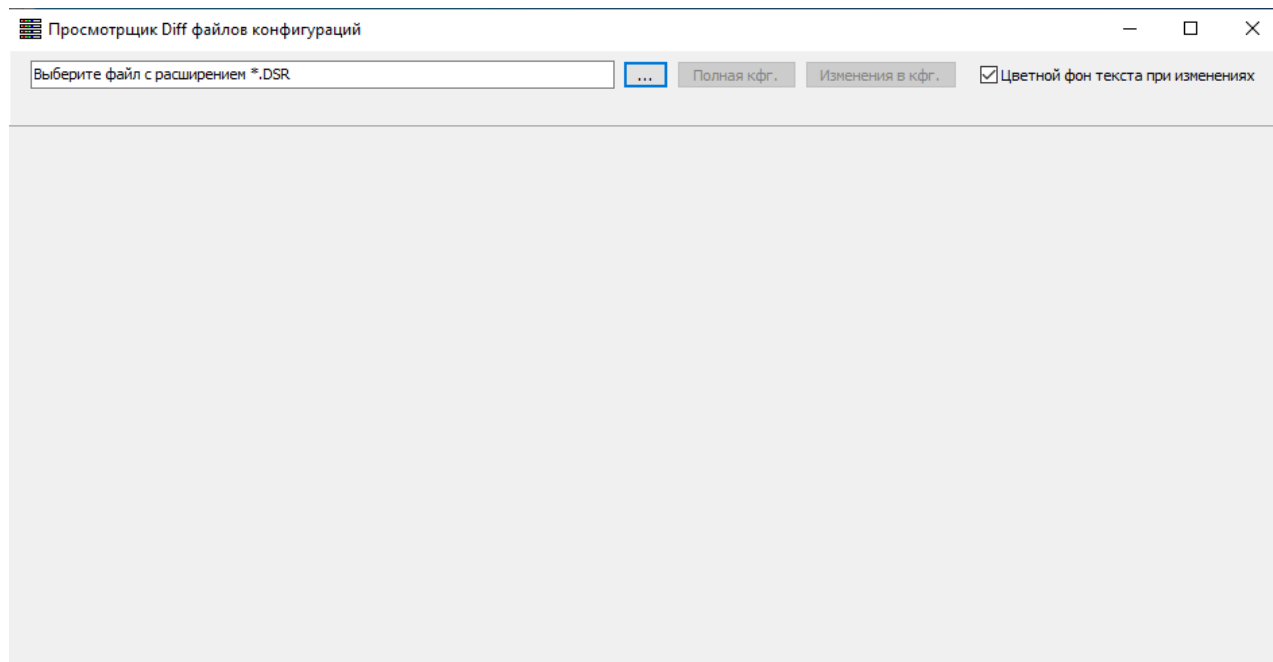 Просмотрщик Diff файлов конфигураций
Выберите файл с расширением *.DSR ... Полная кфг. Изменения в кфг. Цветной фон текста при изменениях